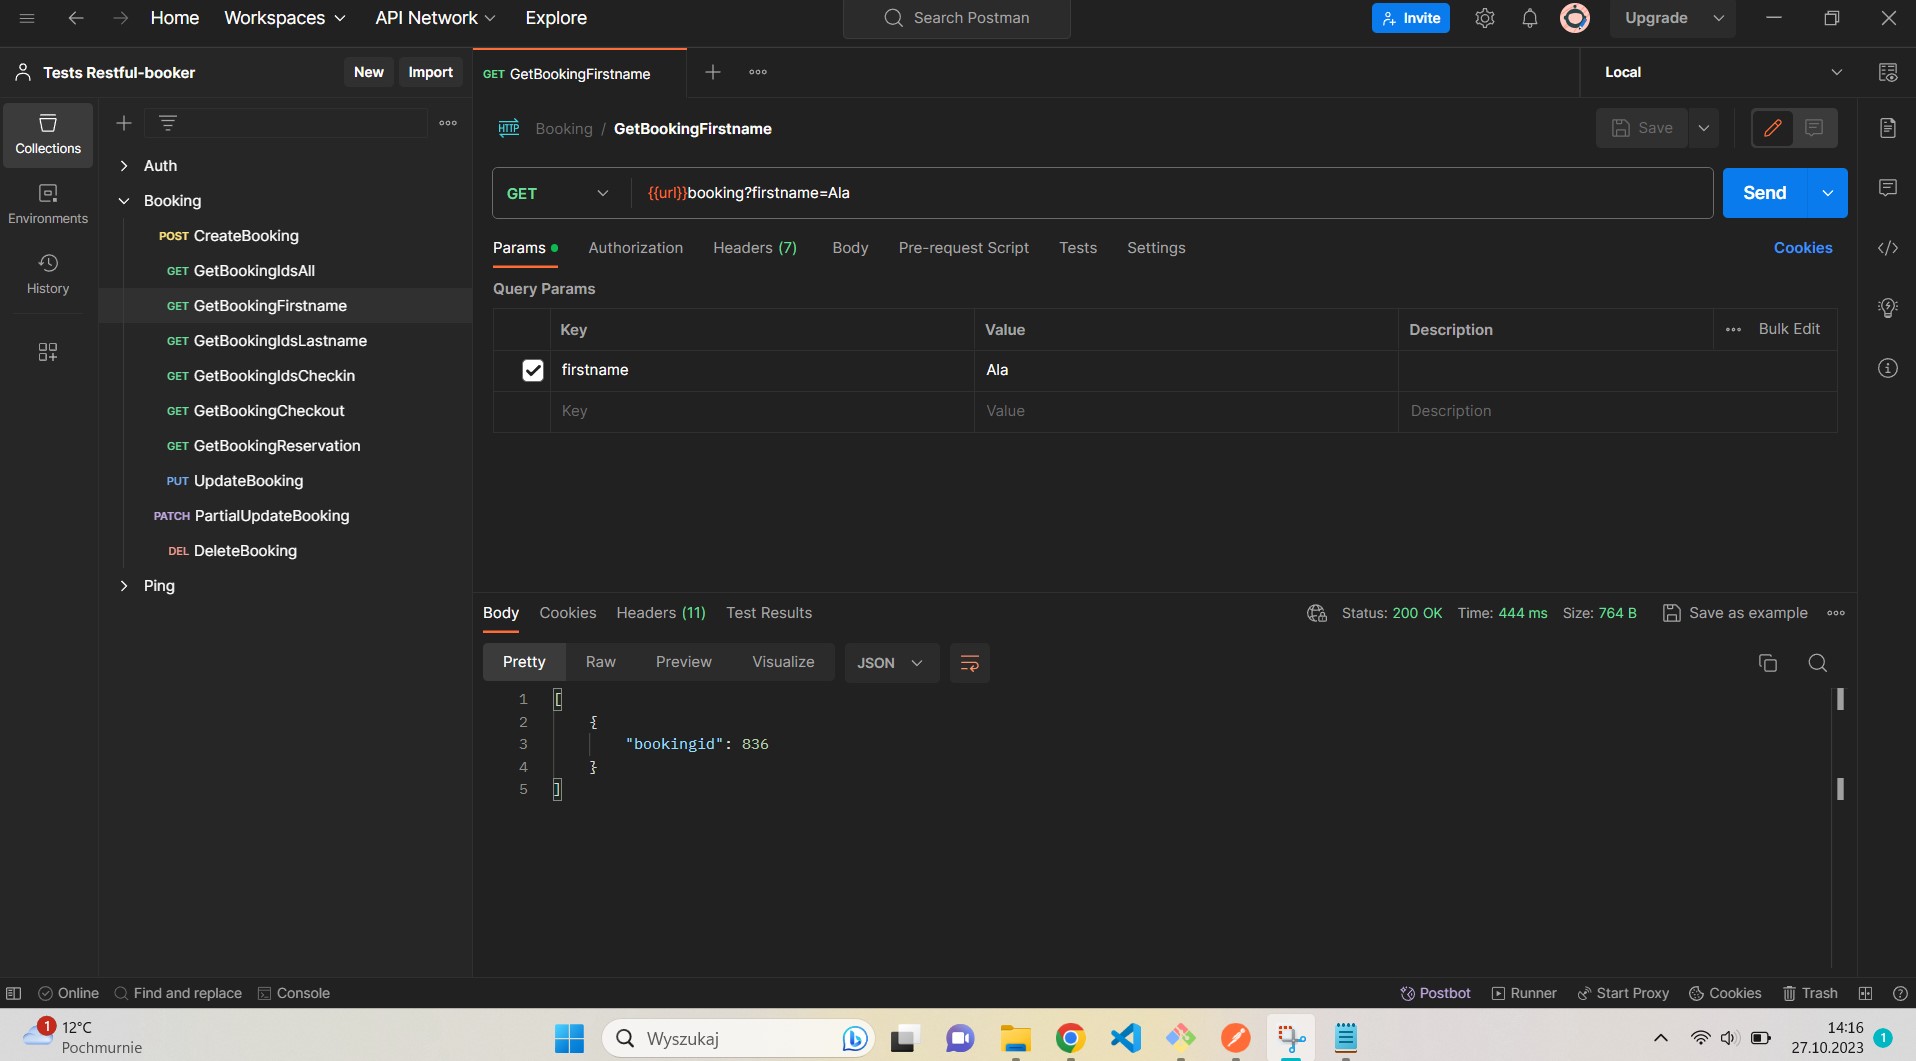 Home Workspaces API Network Explore Search Postman Invite Upgrade
Tests Restful-booker New Import GET GetBookingFirstname Local
Collections
Environments
History
Auth
Booking
POST CreateBooking
GET GetBookingIdsAll
GET GetBookingFirstname
GET GetBookingIdsLastname
GET GetBookingIdsCheckin
GET GetBookingCheckout
GET GetBookingReservation
PUT UpdateBooking
PATCH PartialUpdateBooking
DEL DeleteBooking
Ping
HTTP Booking / GetBookingFirstname Save
GET {{url}}booking?firstname=Ala Send
Params Authorization Headers (7) Body Pre-request Script Tests Settings Cookies
Query Params
Key Value Description Bulk Edit
firstname Ala
Key Value Description
Body Cookies Headers (11) Test Results Status: 200 OK Time: 444 ms Size: 764 B Save as example
Pretty Raw Preview Visualize JSON
1 [
2 {
3 "bookingid": 836
4 }
5 ]
Online Find and replace Console Postbot Runner Start Proxy Cookies Trash
1 12°C
Pochmurnie
Wyszukaj
14:16
27.10.2023
1